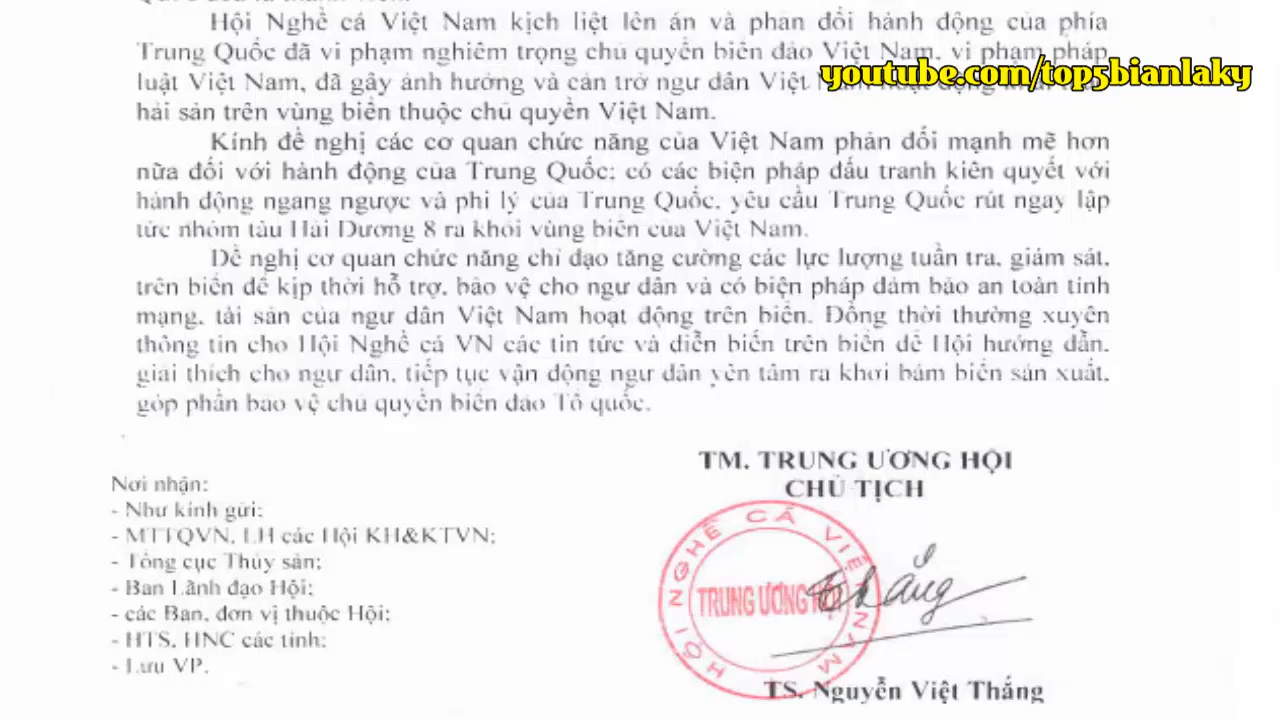 Hội Nghề cá Việt Nam kịch liệt lên án và phản đối hành động của phía
Trung Quốc đã vi phạm nghiêm trọng chủ quyền biển đảo Việt Nam, vi phạm pháp
luật Việt Nam, đã gây ảnh hưởng và cản trở ngư dân Việt Nam hoạt động
hải sản trên vùng biển thuộc chủ quyền Việt Nam.
Kính đề nghị các cơ quan chức năng của Việt Nam phản đối mạnh mẽ hơn
nữa đối với hành động của Trung Quốc; có các biện pháp đấu tranh kiên quyết với
hành động ngang ngược và phi lý của Trung Quốc, yêu cầu Trung Quốc rút ngay lập
tức nhóm tàu Hải Dương 8 ra khỏi vùng biển của Việt Nam.
Đề nghị cơ quan chức năng chỉ đạo tăng cường các lực lượng tuần tra, giám sát,
trên biển để kịp thời hỗ trợ, bảo vệ cho ngư dân và có biện pháp đảm bảo an toàn tính
mạng, tài sản của ngư dân Việt Nam hoạt động trên biển. Đồng thời thường xuyên
thông tin cho Hội Nghề cá VN các tin tức và diễn biến trên biển để Hội hướng dẫn,
giải thích cho ngư dân, tiếp tục vận động ngư dân yên tâm ra khơi bám biển sản xuất,
góp phần bảo vệ chủ quyền biển đảo Tổ quốc.
youtube.com/top5bianlaky
TM. TRUNG ƯƠNG HỘI
CHỦ TỊCH
Nơi nhận:
- Như kính gửi;
- MTTQVN, LH các Hội KH&KTVN;
- Tổng cục Thủy sản;
- Ban Lãnh đạo Hội;
- các Ban, đơn vị thuộc Hội;
- HTS, HNC các tỉnh;
- Lưu VP.
HỘI NGHỀ CÁ VIỆT NAM
TRUNG ƯƠNG HỘI
Thắng
TS. Nguyễn Việt Thắng